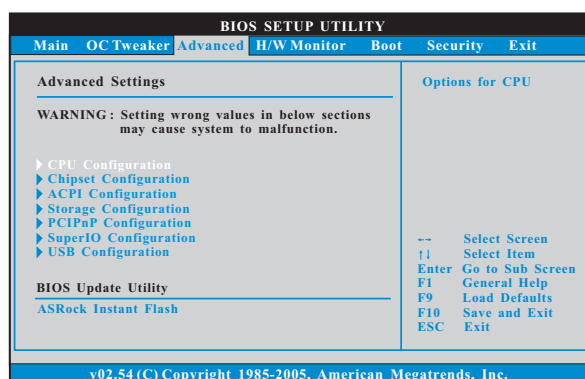 BIOS SETUP UTILITY
Main OC Tweaker Advanced H/W Monitor Boot Security Exit
Advanced Settings
WARNING : Setting wrong values in below sections
may cause system to malfunction.
CPU Configuration
Chipset Configuration
ACPI Configuration
Storage Configuration
PCIPnP Configuration
SuperIO Configuration
USB Configuration
BIOS Update Utility
ASRock Instant Flash
Options for CPU
←→ Select Screen
↑↓ Select Item
Enter Go to Sub Screen
F1 General Help
F9 Load Defaults
F10 Save and Exit
ESC Exit
v02.54 (C) Copyright 1985-2005, American Megatrends, Inc.